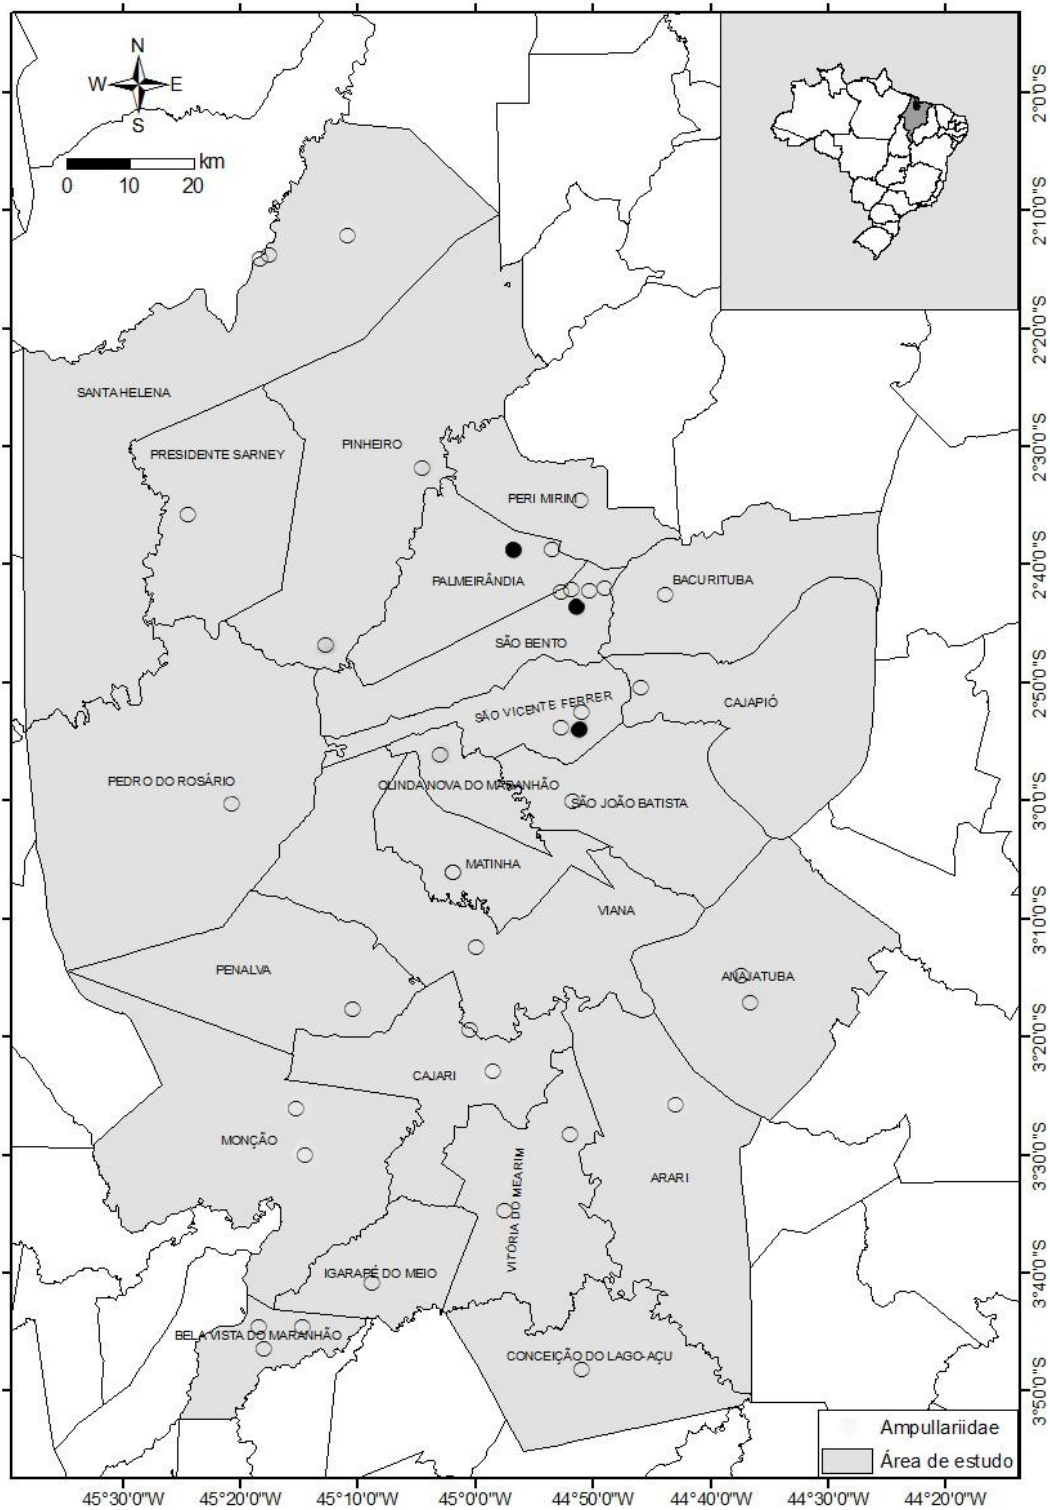 N
W E
S
km
0 10 20
2°0'0"S
2°10'0"S
2°20'0"S
SANTA HELENA
PRESIDENTE SARNEY
PINHEIRO
2°30'0"S
PERI MIRIM
PALMEIRÂNDIA
BACURITUBA
2°40'0"S
SÃO BENTO
SÃO VICENTE FERRER
CAJAPIÓ
2°50'0"S
PEDRO DO ROSÁRIO
OLINDA NOVA DO MARANHÃO
SÃO JOÃO BATISTA
3°0'0"S
MATINHA
VIANA
3°10'0"S
PENALVA
ANAJATUBA
3°20'0"S
CAJARI
MONÇÃO
3°30'0"S
VITÓRIA DO MEARIM
ARARI
IGARAPÉ DO MEIO
3°40'0"S
BELA VISTA DO MARANHÃO
CONCEIÇÃO DO LAGO-AÇU
3°50'0"S
Ampullariidae
Área de estudo
45°30'0"W 45°20'0"W 45°10'0"W 45°0'0"W 44°50'0"W 44°40'0"W 44°30'0"W 44°20'0"W